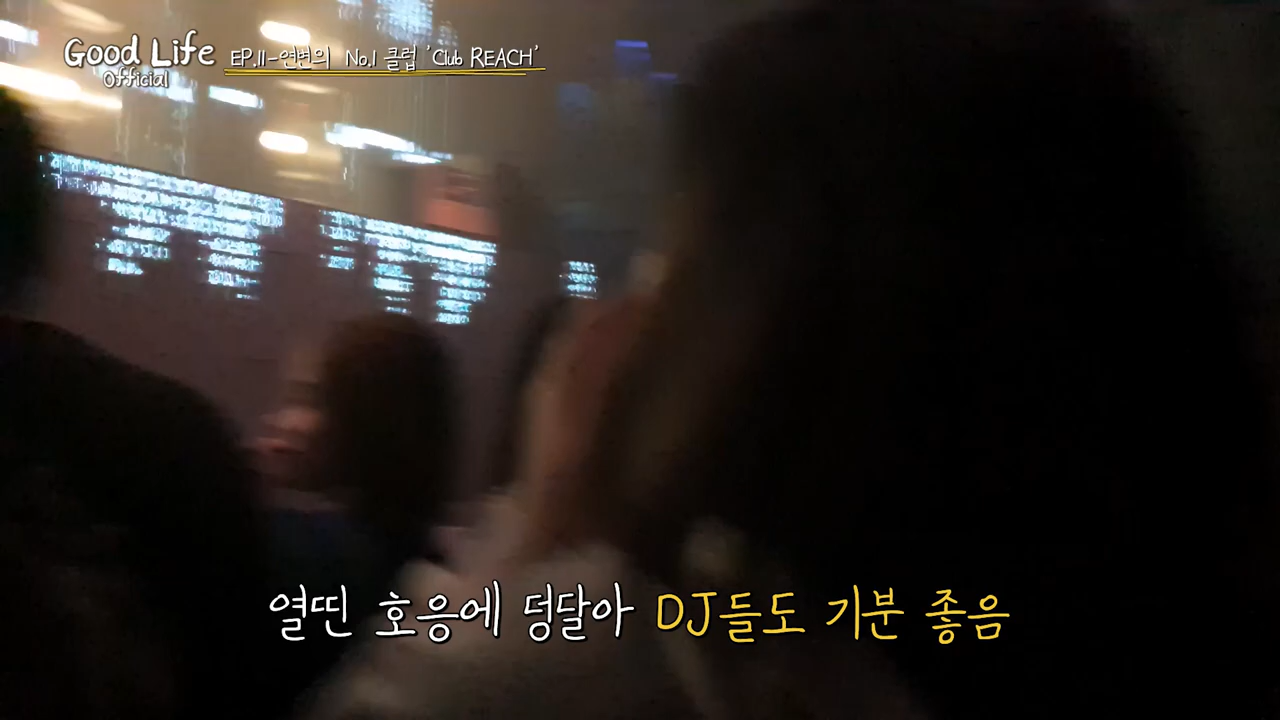 Good Life
Official
EP.11-연변의 No.1 클럽 'Club REACH'
열띤 호응에 덩달아 DJ들도 기분 좋음